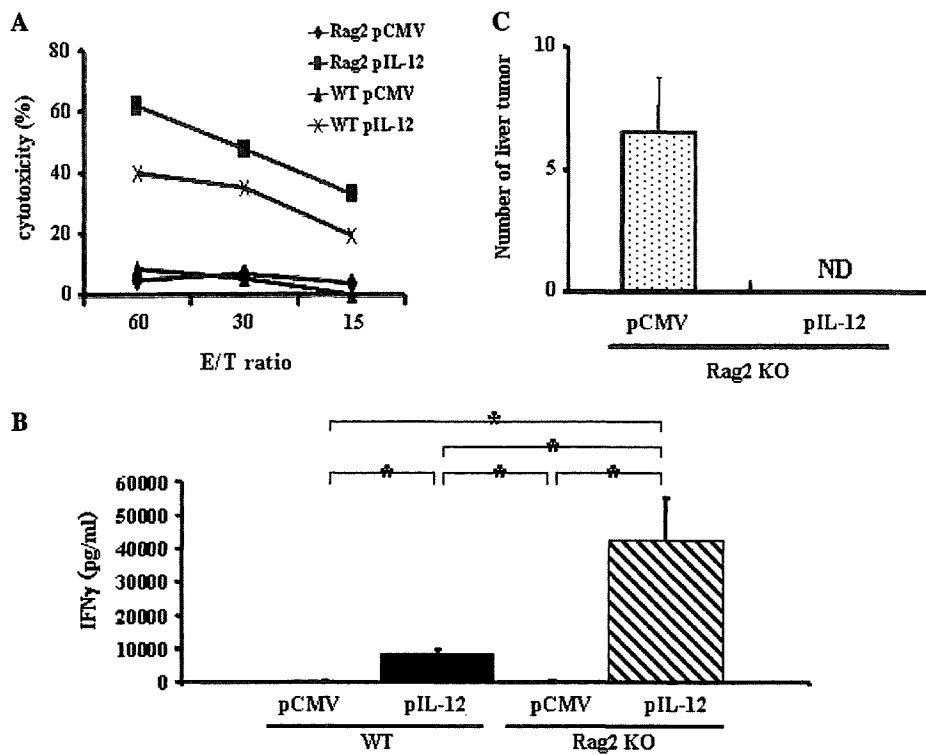 A
Rag2 pCMV
Rag2 pIL-12
WT pCMV
WT pIL-12
80
60
40
20
0
cytotoxicity (%)
60 30 15
E/T ratio
C
10
5
0
Number of liver tumor
ND
pCMV pIL-12
Rag2 KO
B
* 
*
* * *
60000
50000
40000
30000
20000
10000
0
IFNγ (pg/ml)
pCMV pIL-12 pCMV pIL-12
WT Rag2 KO